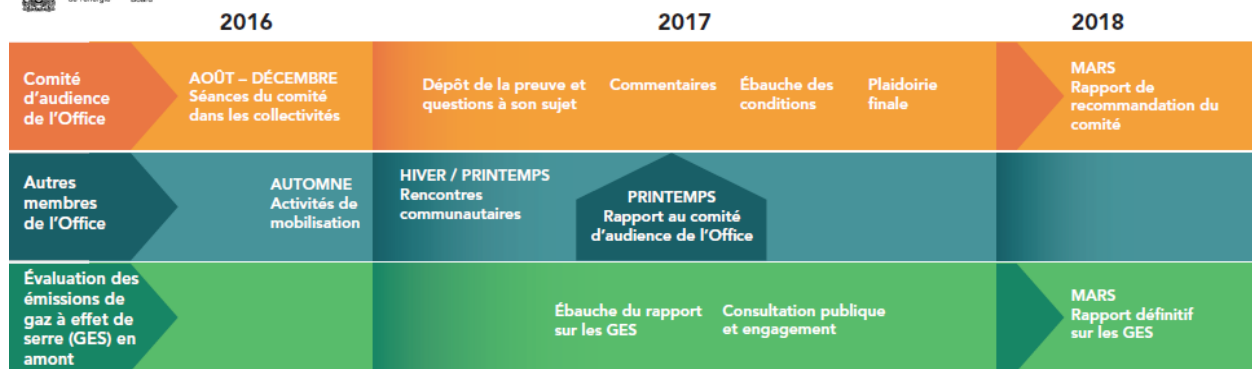 de l'énergie Board
2016 2017 2018
Comité
d'audience
de l'Office
AOÛT – DÉCEMBRE
Séances du comité
dans les collectivités
Dépôt de la preuve et
questions à son sujet
Commentaires
Ébauche des
conditions
Plaidoirie
finale
MARS
Rapport de
recommandation du
comité
Autres
membres
de l'Office
AUTOMNE
Activités de
mobilisation
HIVER / PRINTEMPS
Rencontres
communautaires
PRINTEMPS
Rapport au comité
d'audience de l'Office
Évaluation des
émissions de
gaz à effet de
serre (GES) en
amont
Ébauche du rapport
sur les GES
Consultation publique
et engagement
MARS
Rapport définitif
sur les GES